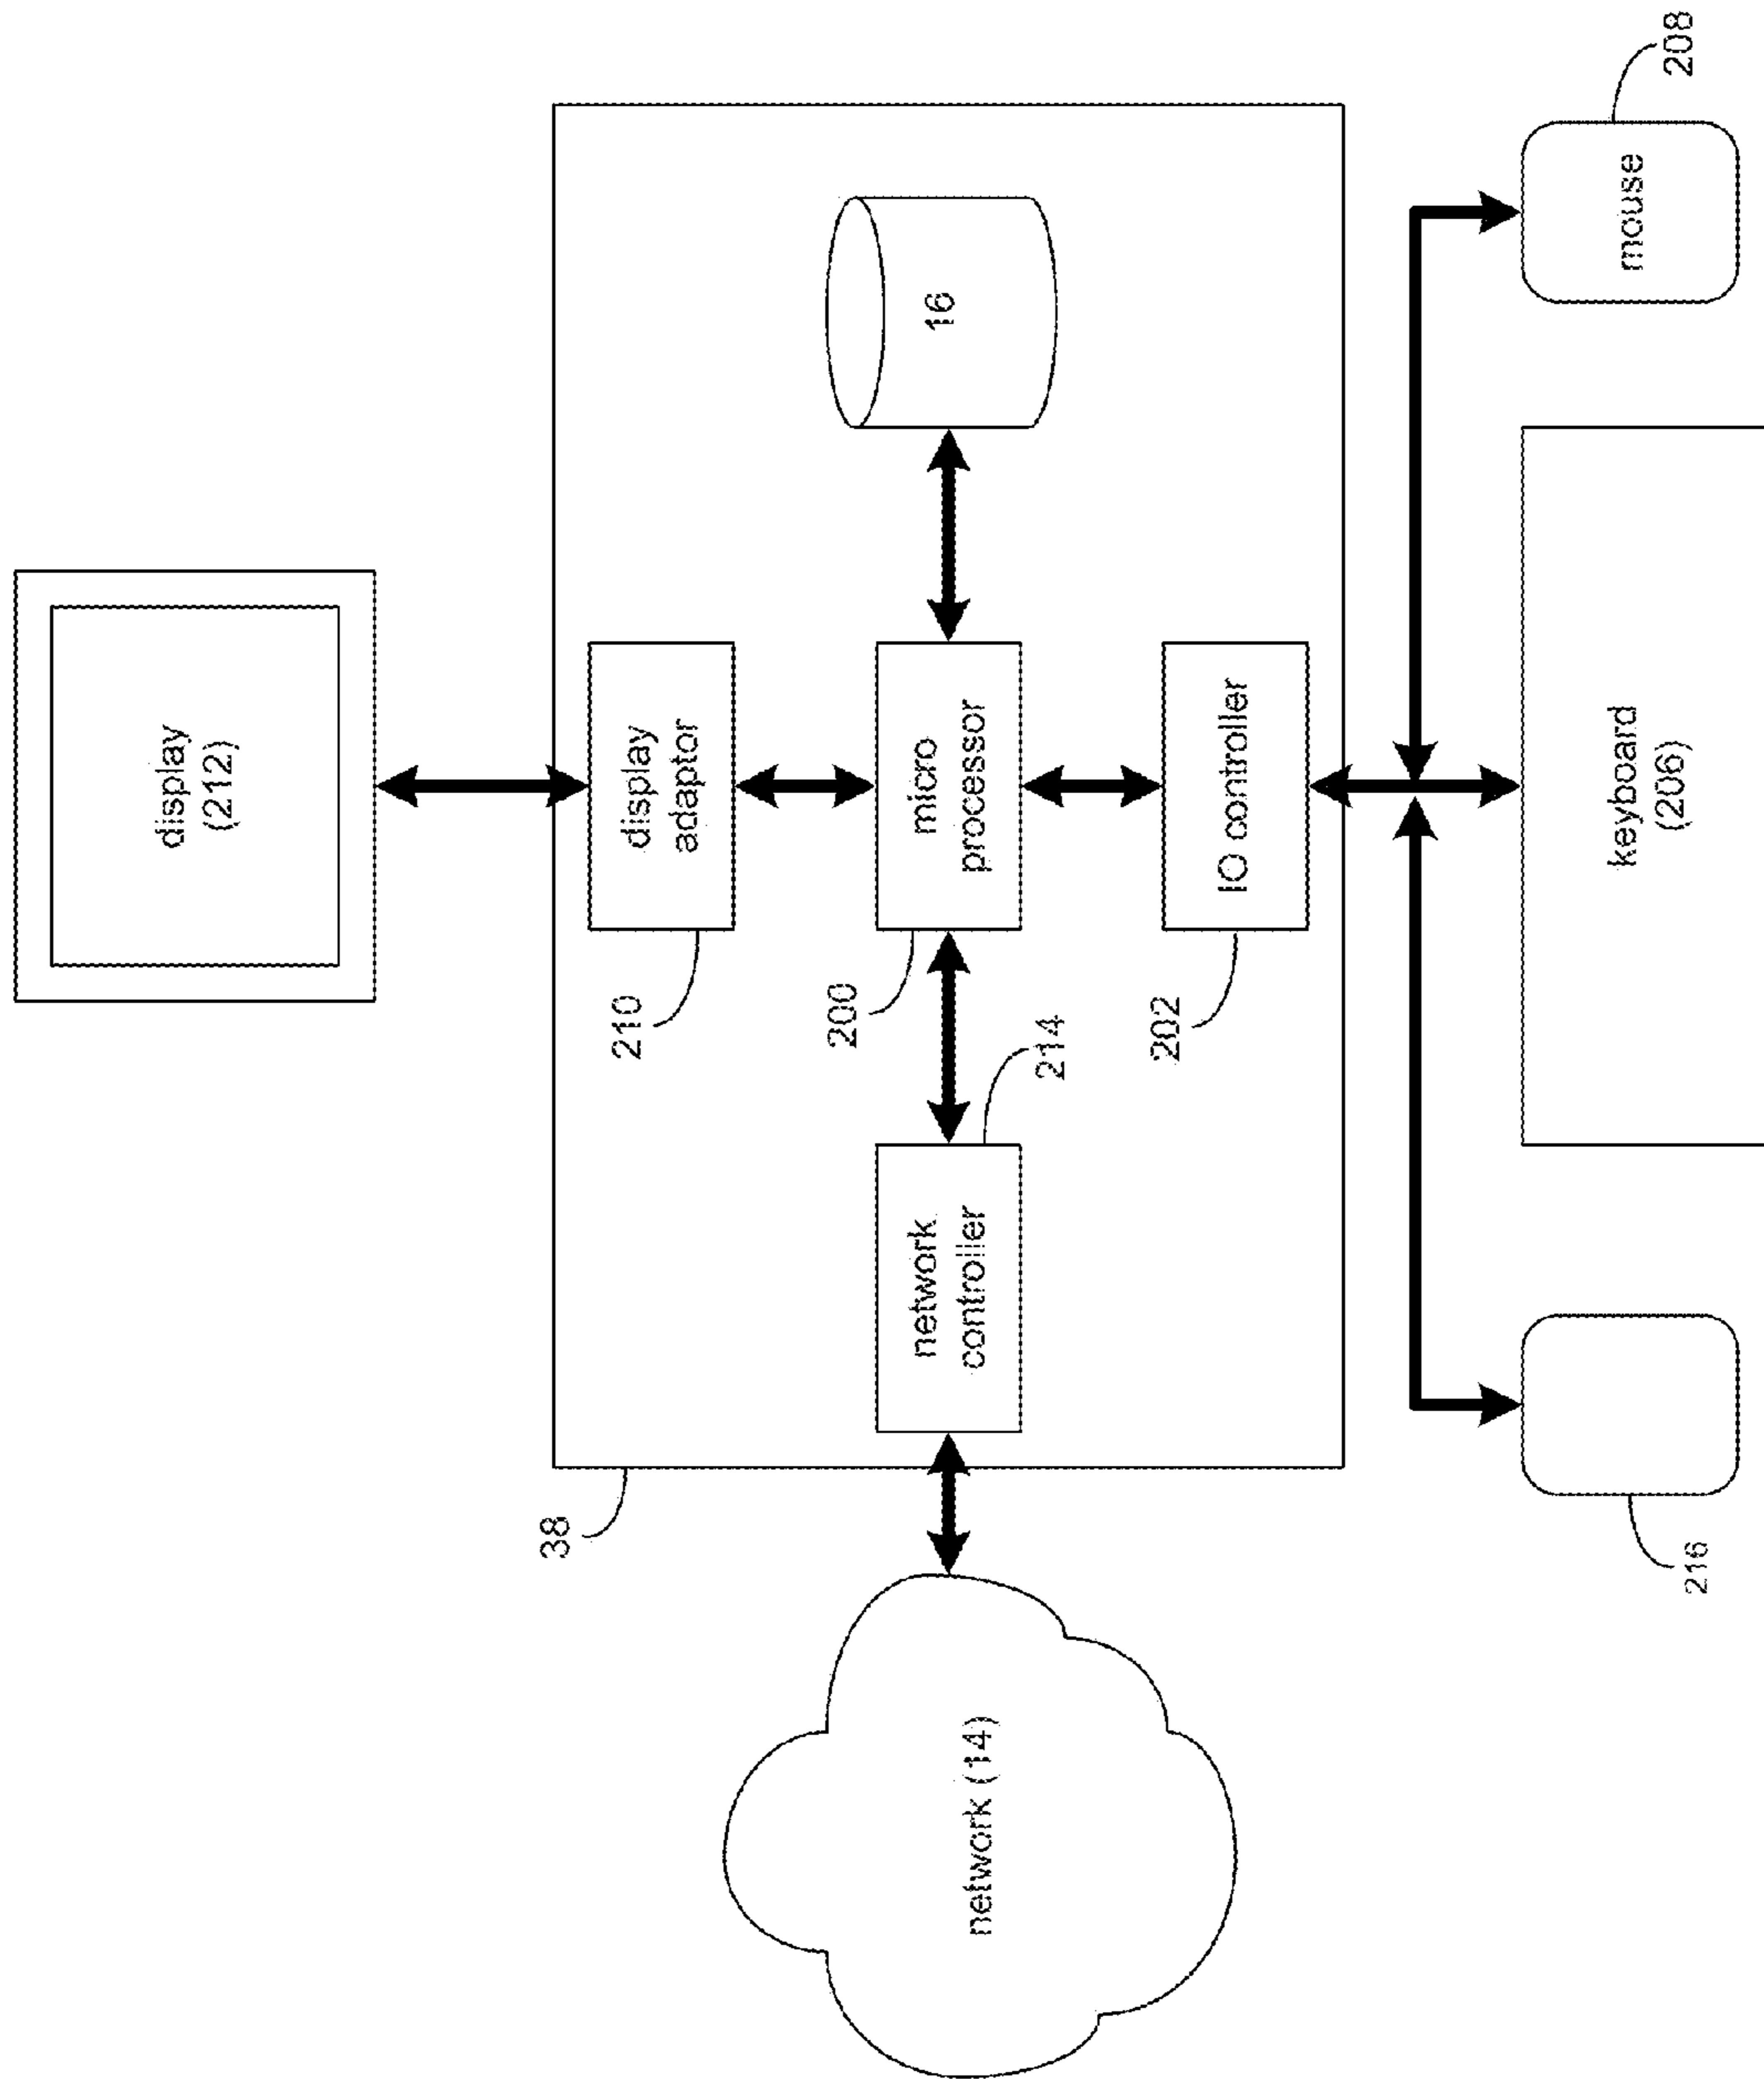 display
(212)
display
adaptor
210
micro
processor
200
16
network
controller
214
IO controller
202
38
network (14)
keyboard
(206)
mouse
208
216